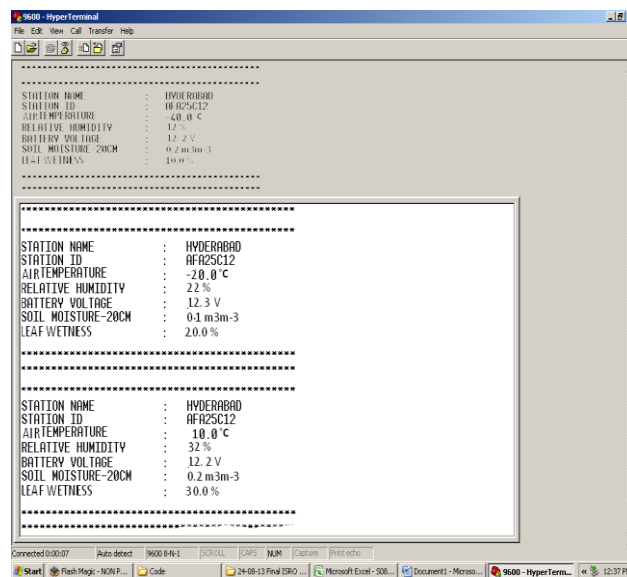 9600 - HyperTerminal
File Edit View Call Transfer Help
*********************************************
*********************************************
STATION NAME : HYDERABAD
STATION ID : AFA25C12
AIRTEMPERATURE : -40.0°C
RELATIVE HUMIDITY : 12 %
BATTERY VOLTAGE : 12. 2 V
SOIL MOISTURE-20CM : 0.2 m3m-3
LEAF WETNESS : 10.0 %
*********************************************
*********************************************
*********************************************
*********************************************
STATION NAME : HYDERABAD
STATION ID : AFA25C12
AIRTEMPERATURE : -20.0°C
RELATIVE HUMIDITY : 22 %
BATTERY VOLTAGE : 12. 3 V
SOIL MOISTURE-20CM : 0.1 m3m-3
LEAF WETNESS : 20.0 %
*********************************************
*********************************************
*********************************************
STATION NAME : HYDERABAD
STATION ID : AFA25C12
AIRTEMPERATURE : 10.0°C
RELATIVE HUMIDITY : 32 %
BATTERY VOLTAGE : 12. 2 V
SOIL MOISTURE-20CM : 0.2 m3m-3
LEAF WETNESS : 30.0 %
*********************************************
*********************************************
Connected 0:00:07 Auto detect 9600 8-N-1 SCROLL CAPS NUM Capture Print echo
Start Flash Magic - NON P... Code 24-08-13 Final ISRO ... Microsoft Excel - S08... Document1 - Microso... 9600 - HyperTerm... « 12:37 P